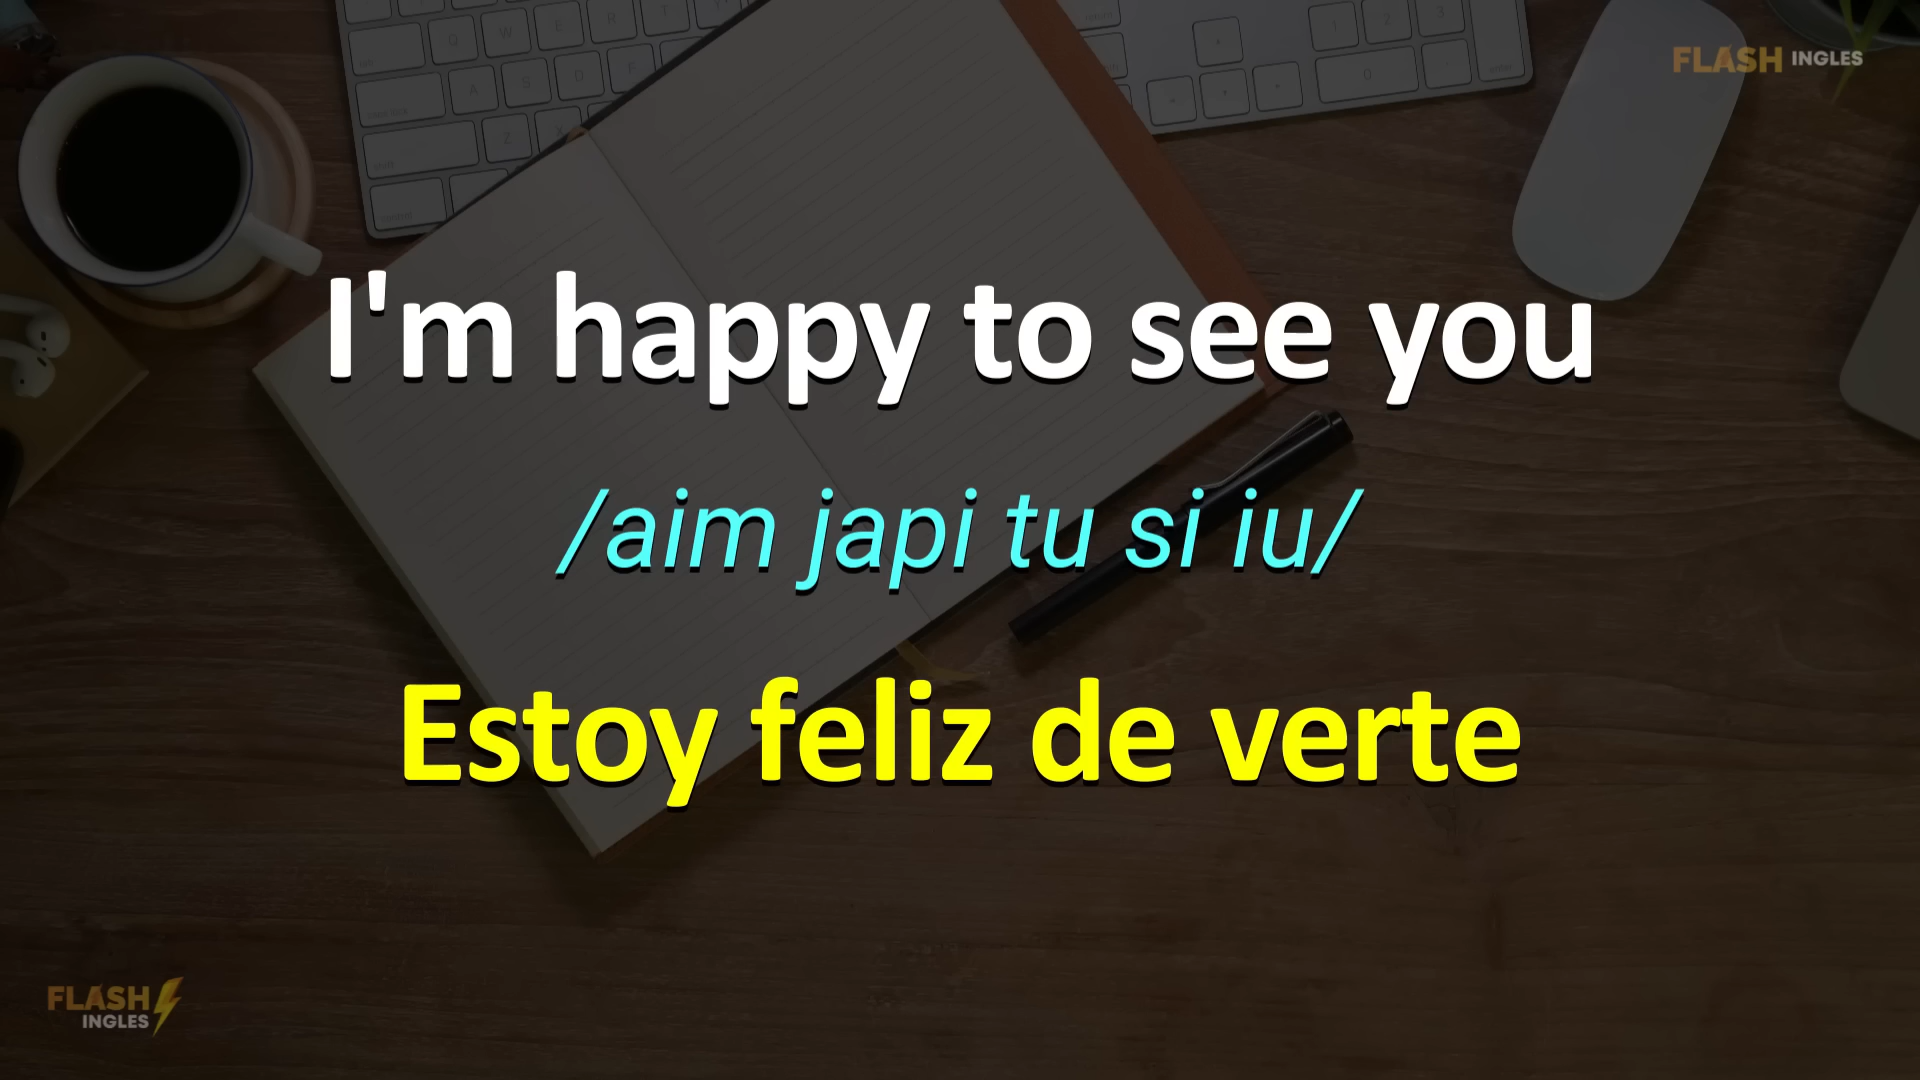 FLASH INGLES
I'm happy to see you
/aim japi tu si iu/
Estoy feliz de verte
FLASH
INGLES